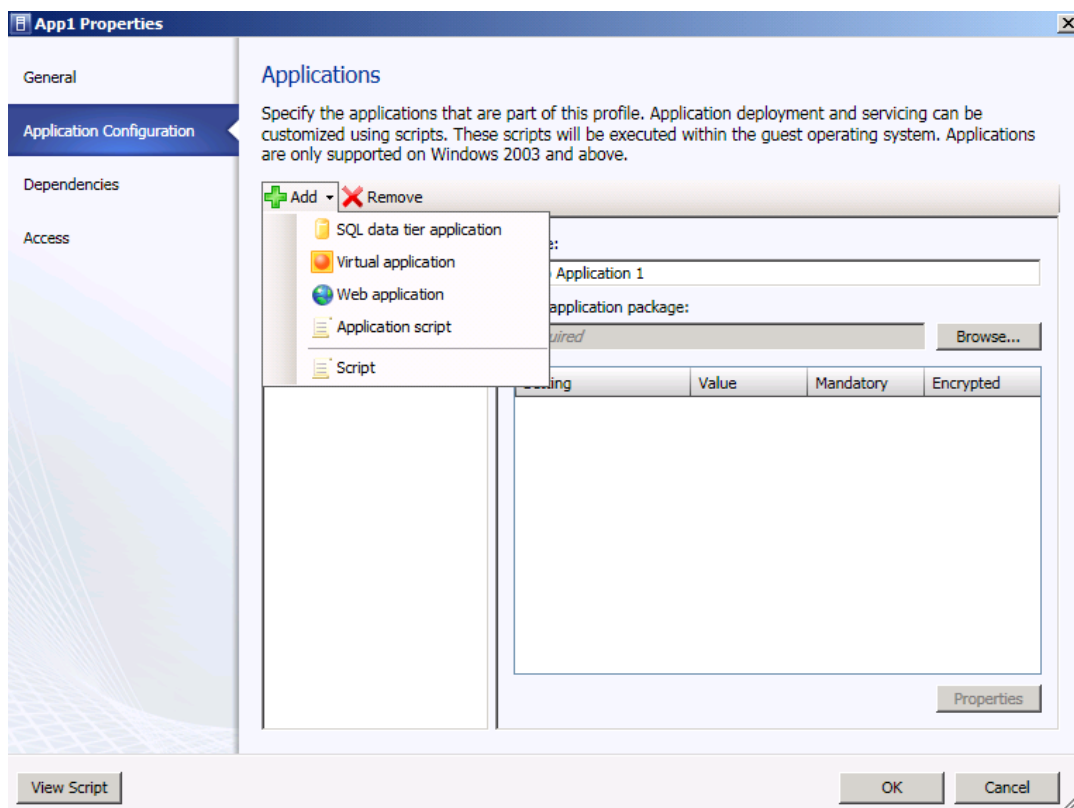 App1 Properties
General
Application Configuration
Dependencies
Access
Applications
Specify the applications that are part of this profile. Application deployment and servicing can be
customized using scripts. These scripts will be executed within the guest operating system. Applications
are only supported on Windows 2003 and above.
Add Remove
SQL data tier application
Virtual application
Web application
Application script
Script
e:
Application 1
application package:
Browse...
Value Mandatory Encrypted
Properties
View Script
OK Cancel